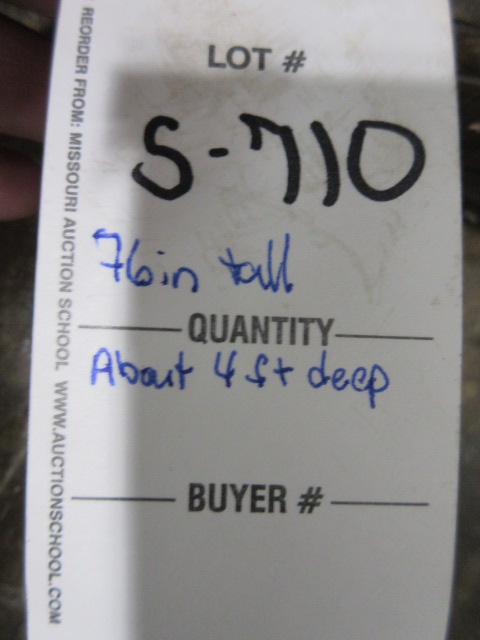 LOT #
S-710
76in tall
QUANTITY
About 4 ft deep
BUYER #
REORDER FROM: MISSOURI AUCTION SCHOOL WWW.AUCTIONSCHOOL.COM